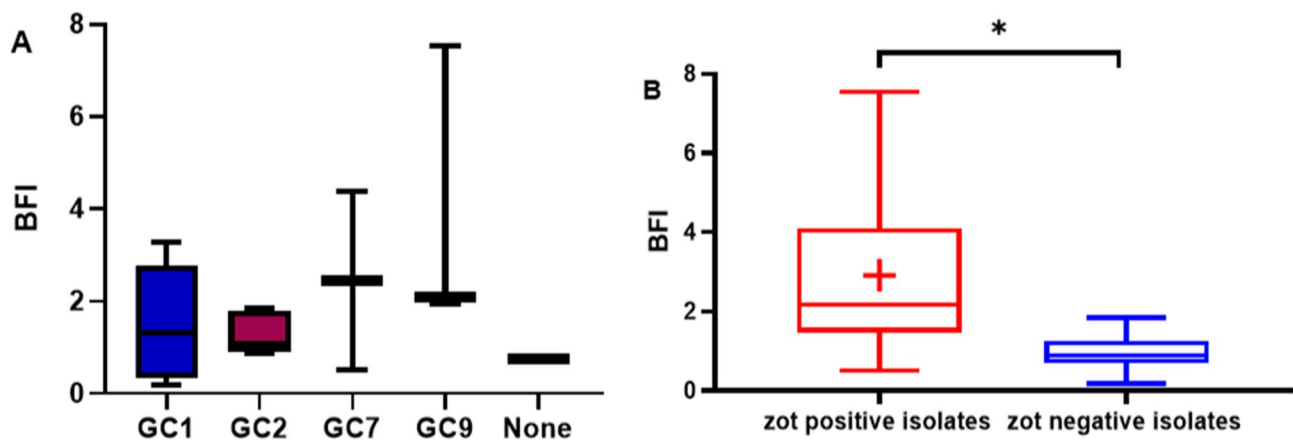 A
BFI
8
6
4
2
0
GC1 GC2 GC7 GC9 None
B
*
BFI
8
6
4
2
0
zot positive isolates zot negative isolates